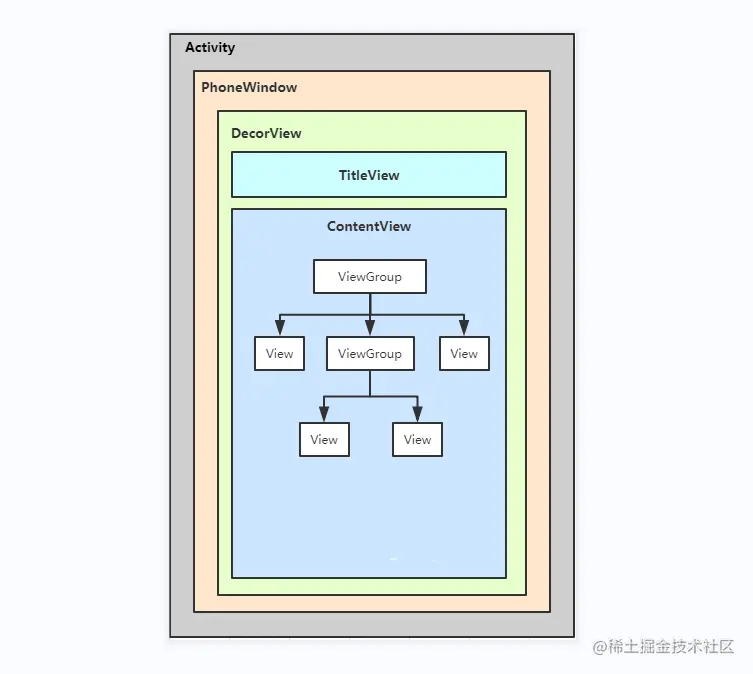 Activity
PhoneWindow
DecorView
TitleView
ContentView
ViewGroup
View
ViewGroup
View
View
View
@稀土掘金技术社区